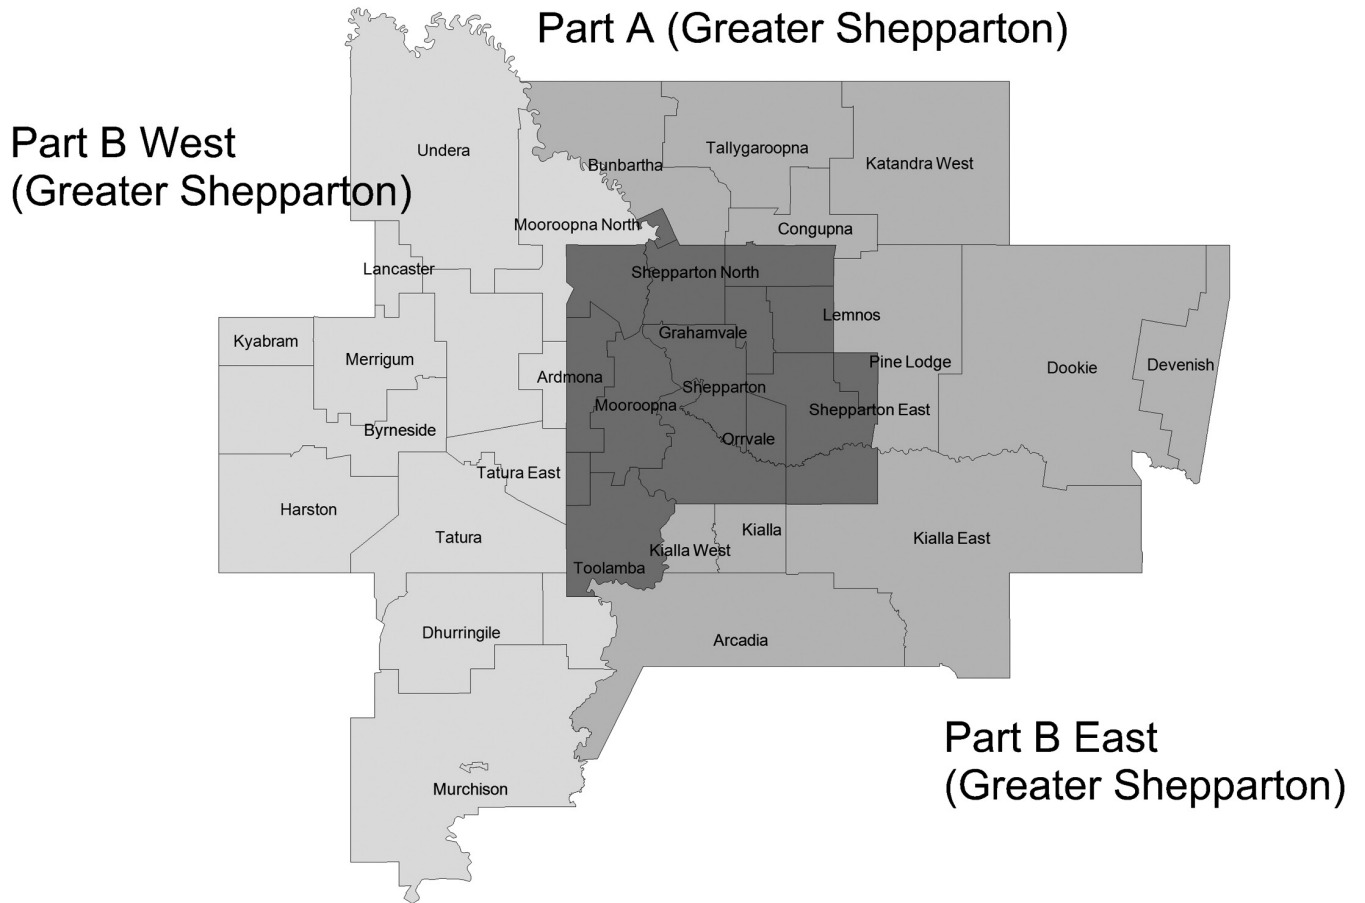 Part A (Greater Shepparton)
Part B West
(Greater Shepparton)
Undera
Bunbartha
Tallygaroopna
Katandra West
Mooroopna North
Congupna
Lancaster
Shepparton North
Lemnos
Kyabram
Merrigum
Grahamvale
Pine Lodge
Dookie
Devenish
Ardmona
Shepparton
Mooroopna
Shepparton East
Byrneside
Orrvale
Tatura East
Harston
Tatura
Kialla West
Kialla
Kialla East
Toolamba
Dhurringile
Arcadia
Part B East
(Greater Shepparton)
Murchison